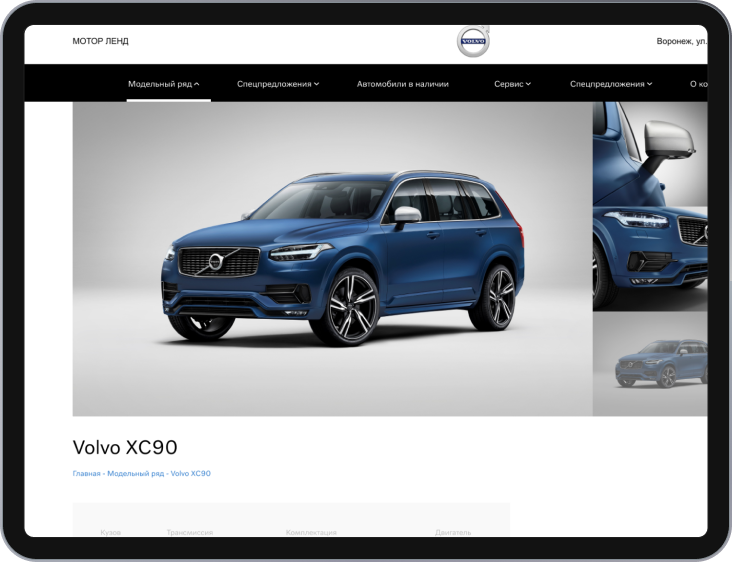 МОТОР ЛЕНД
VOLVO
Воронеж, ул.
Модельный ряд
Спецпредложения
Автомобили в наличии
Сервис
Спецпредложения
О ко
Volvo XC90
Главная - Модельный ряд - Volvo XC90
Кузов
Трансмиссия
Комплектация
Двигатель